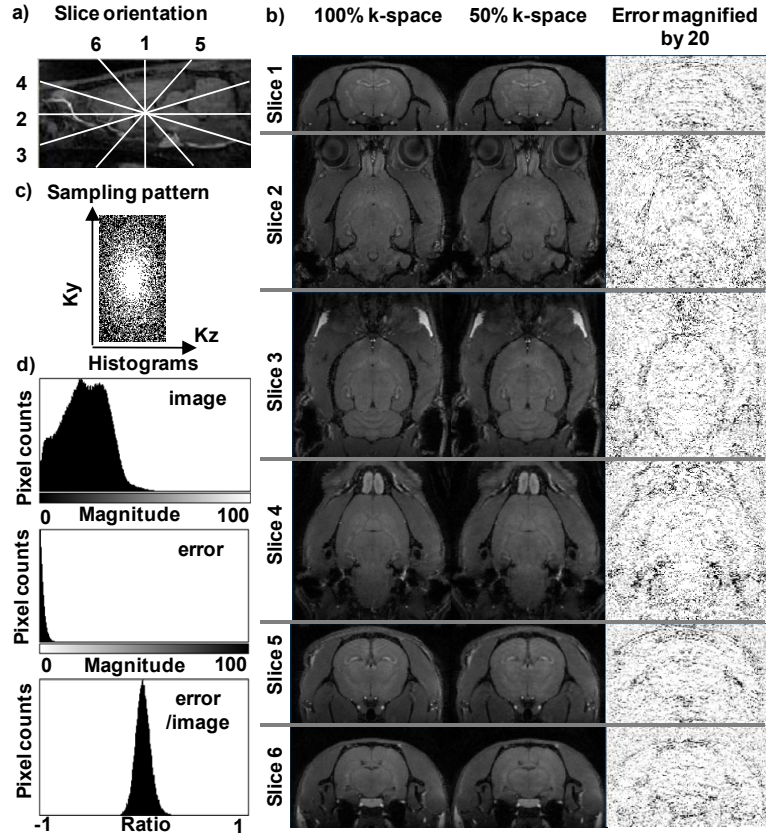 a) Slice orientation
6 1 5
4
2
3
c) Sampling pattern
Ky
Kz
d) Histograms
image
Pixel counts
0 Magnitude 100
error
Pixel counts
0 Magnitude 100
error
/image
Pixel counts
-1 Ratio 1
b) 100% k-space 50% k-space Error magnified
by 20
Slice 1
Slice 2
Slice 3
Slice 4
Slice 5
Slice 6